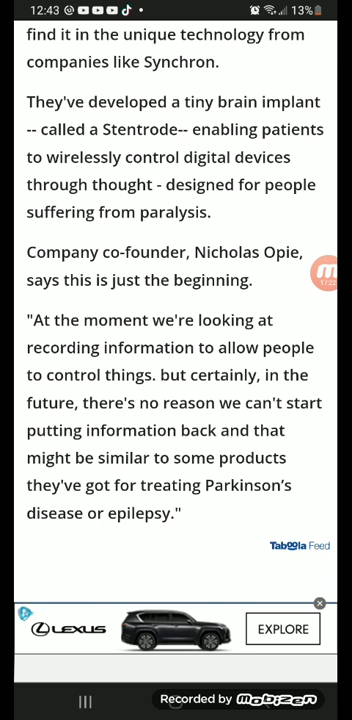 12:43 13%
find it in the unique technology from
companies like Synchron.
They've developed a tiny brain implant
-- called a Stentrode-- enabling patients
to wirelessly control digital devices
through thought - designed for people
suffering from paralysis.
Company co-founder, Nicholas Opie,
says this is just the beginning.
17:22
"At the moment we're looking at
recording information to allow people
to control things. but certainly, in the
future, there's no reason we can't start
putting information back and that
might be similar to some products
they've got for treating Parkinson's
disease or epilepsy."
Taboola Feed
LEXUS EXPLORE
Recorded by mobizen